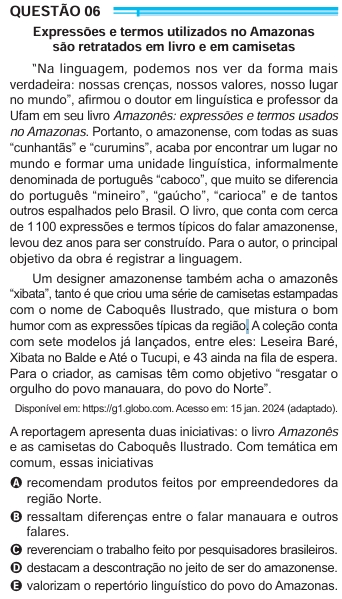 QUESTÃO 06
Expressões e termos utilizados no Amazonas
são retratados em livro e em camisetas
"Na linguagem, podemos nos ver da forma mais
verdadeira: nossas crenças, nossos valores, nosso lugar
no mundo", afirmou o doutor em linguística e professor da
Ufam em seu livro Amazonês: expressões e termos usados
no Amazonas. Portanto, o amazonense, com todas as suas
"cunhantãs" e "curumins", acaba por encontrar um lugar no
mundo e formar uma unidade linguística, informalmente
denominada de português "caboco", que muito se diferencia
do português "mineiro", "gaúcho", "carioca" e de tantos
outros espalhados pelo Brasil. O livro, que conta com cerca
de 1 100 expressões e termos típicos do falar amazonense,
levou dez anos para ser construído. Para o autor, o principal
objetivo da obra é registrar a linguagem.
Um designer amazonense também acha o amazonês
"xibata", tanto é que criou uma série de camisetas estampadas
com o nome de Caboquês Ilustrado, que mistura o bom
humor com as expressões típicas da região. A coleção conta
com sete modelos já lançados, entre eles: Leseira Baré,
Xibata no Balde e Até o Tucupi, e 43 ainda na fila de espera.
Para o criador, as camisas têm como objetivo "resgatar o
orgulho do povo manauara, do povo do Norte".
Disponível em: https://g1.globo.com. Acesso em: 15 jan. 2024 (adaptado).
A reportagem apresenta duas iniciativas: o livro Amazonês
e as camisetas do Caboquês Ilustrado. Com temática em
comum, essas iniciativas
A recomendam produtos feitos por empreendedores da
região Norte.
B ressaltam diferenças entre o falar manauara e outros
falares.
C reverenciam o trabalho feito por pesquisadores brasileiros.
D destacam a descontração no jeito de ser do amazonense.
E valorizam o repertório linguístico do povo do Amazonas.